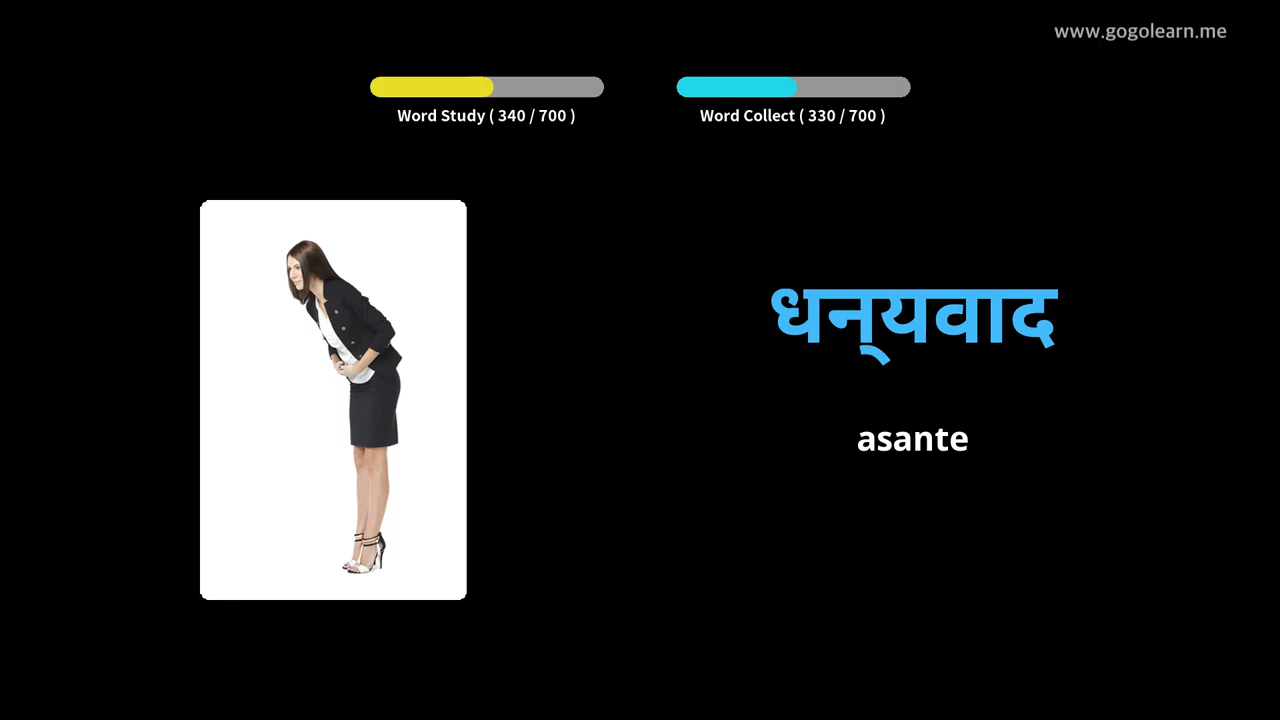 www.gogolearn.me
Word Study ( 340 / 700 )
Word Collect ( 330 / 700 )
धन्‌यवाद
asante